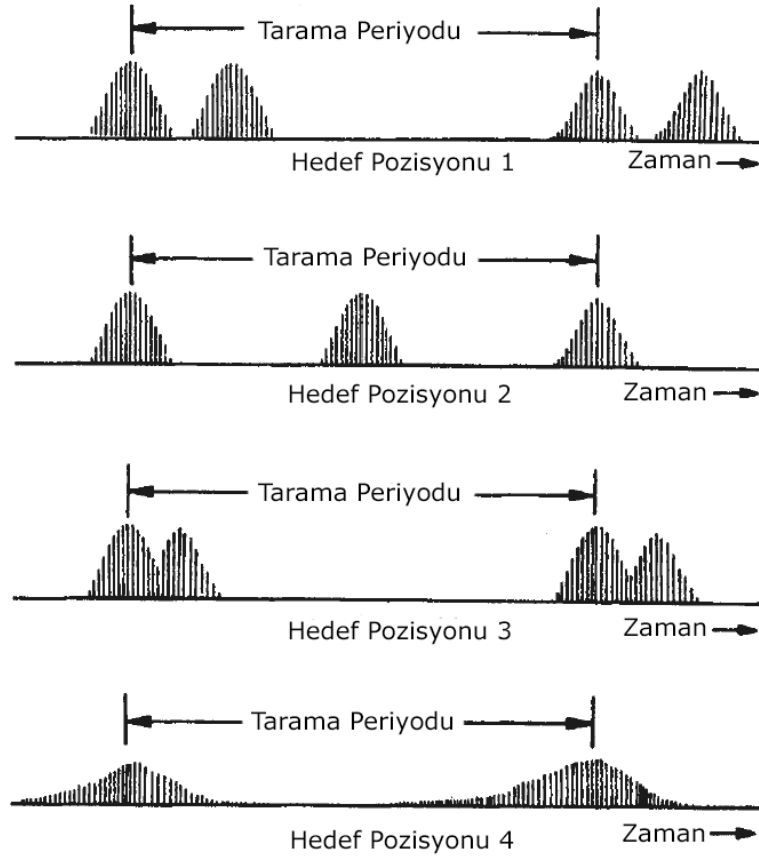 Tarama Periyodu
Hedef Pozisyonu 1
Zaman
Tarama Periyodu
Hedef Pozisyonu 2
Zaman
Tarama Periyodu
Hedef Pozisyonu 3
Zaman
Tarama Periyodu
Hedef Pozisyonu 4
Zaman